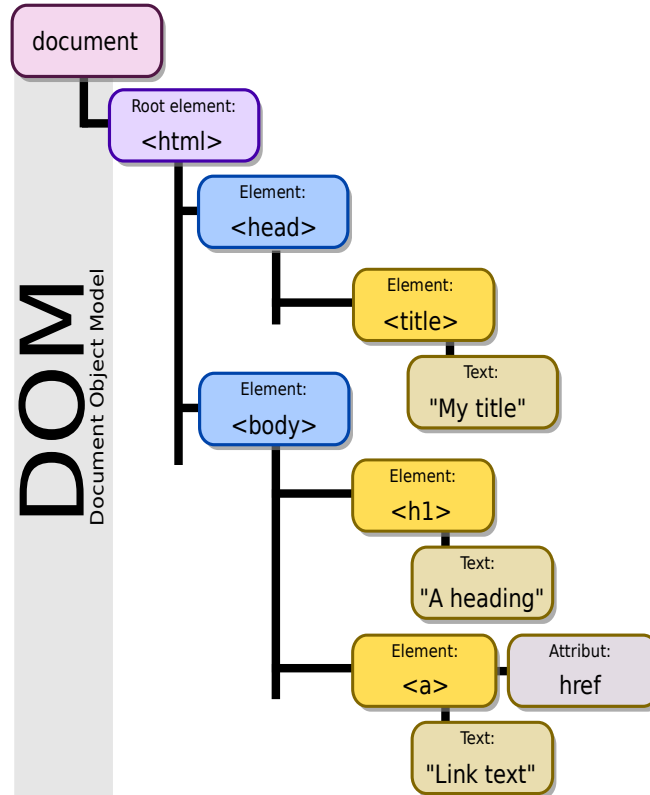 document
Root element:
<html>
Element:
<head>
Element:
<title>
Text:
"My title"
DOM
Document Object Model
Element:
<body>
Element:
<h1>
Text:
"A heading"
Element:
<a>
Attribut:
href
Text:
"Link text"